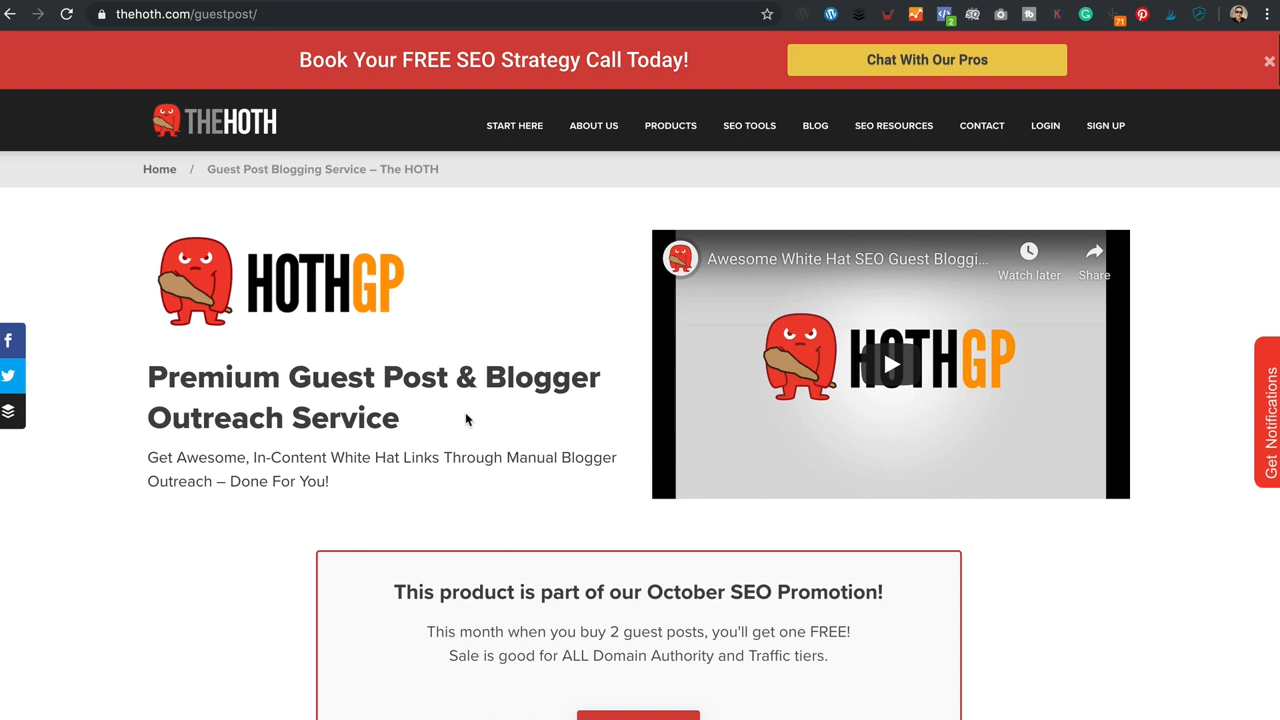 thehoth.com/guestpost/
2
71
Book Your FREE SEO Strategy Call Today!
Chat With Our Pros
THEHOTH
START HERE
ABOUT US
PRODUCTS
SEO TOOLS
BLOG
SEO RESOURCES
CONTACT
LOGIN
SIGN UP
Home / Guest Post Blogging Service – The HOTH
HOTHGP
Premium Guest Post & Blogger
Outreach Service
Get Awesome, In-Content White Hat Links Through Manual Blogger
Outreach – Done For You!
Awesome White Hat SEO Guest Bloggi...
Watch later
Share
HOTHGP
Get Notifications
This product is part of our October SEO Promotion!
This month when you buy 2 guest posts, you'll get one FREE!
Sale is good for ALL Domain Authority and Traffic tiers.